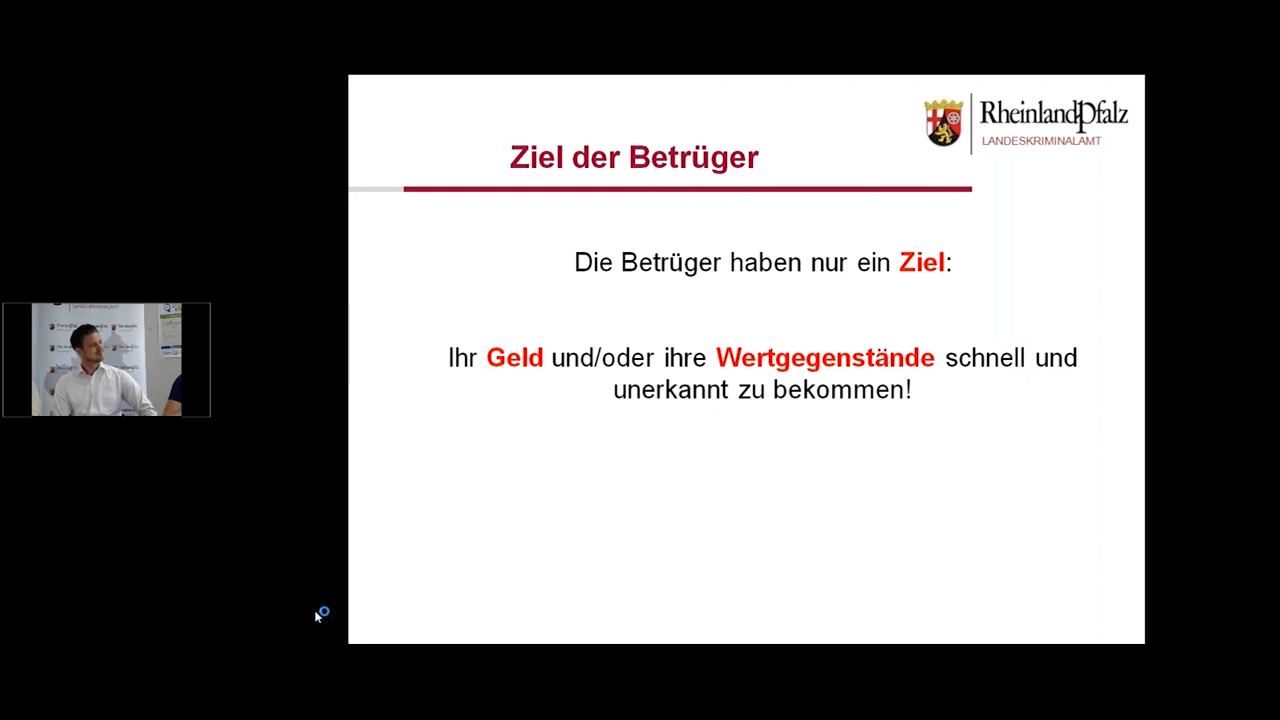 RheinlandPfalz
LANDESKRIMINALAMT
Ziel der Betrüger
Die Betrüger haben nur ein Ziel:
Ihr Geld und/oder ihre Wertgegenstände schnell und
unerkannt zu bekommen!
LANDESKRIMINALAMT